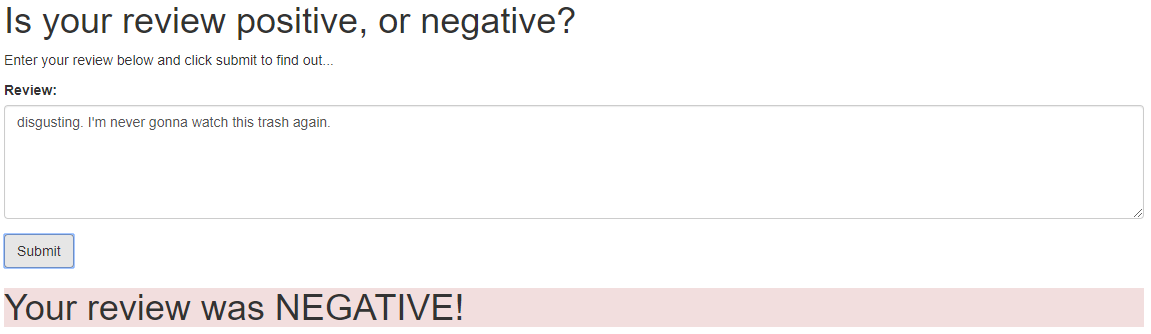 Is your review positive, or negative?
Enter your review below and click submit to find out...
Review:
disgusting. I'm never gonna watch this trash again.
Submit
Your review was NEGATIVE!